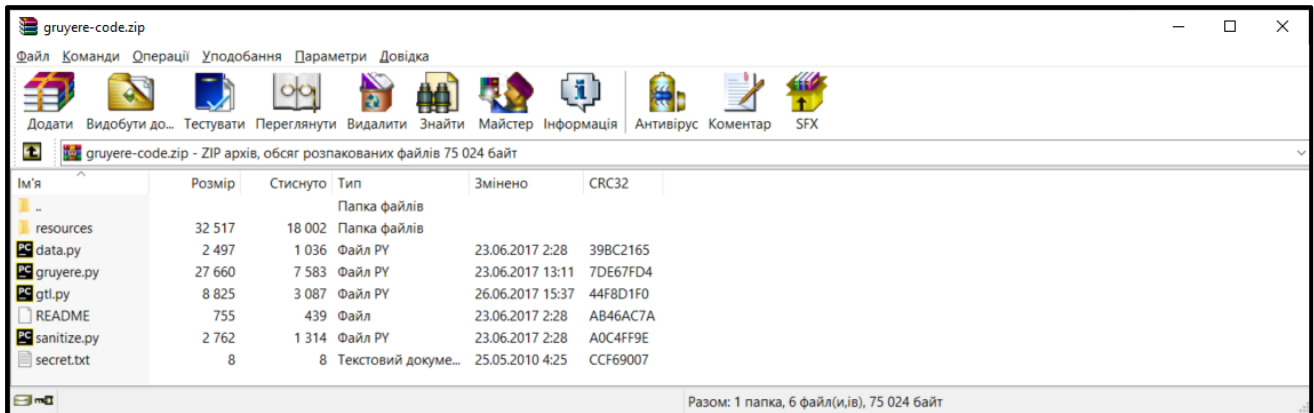 gruyere-code.zip
Файл Команди Операції Уподобання Параметри Довідка
Додати Видобути до... Тестувати Переглянути Видалити Знайти Майстер Інформація Антивірус Коментар SFX
gruyere-code.zip - ZIP архів, обсяг розпакованих файлів 75 024 байт
Ім'я Розмір Стиснуто Тип Змінено CRC32
.. Папка файлів
resources 32 517 18 002 Папка файлів
data.py 2 497 1 036 Файл PY 23.06.2017 2:28 39BC2165
gruyere.py 27 660 7 583 Файл PY 23.06.2017 13:11 7DE67FD4
gtl.py 8 825 3 087 Файл PY 26.06.2017 15:37 44F8D1F0
README 755 439 Файл 23.06.2017 2:28 AB46AC7A
sanitize.py 2 762 1 314 Файл PY 23.06.2017 2:28 A0C4FF9E
secret.txt 8 8 Текстовий докуме... 25.05.2010 4:25 CCF69007
Разом: 1 папка, 6 файл(и,ів), 75 024 байт